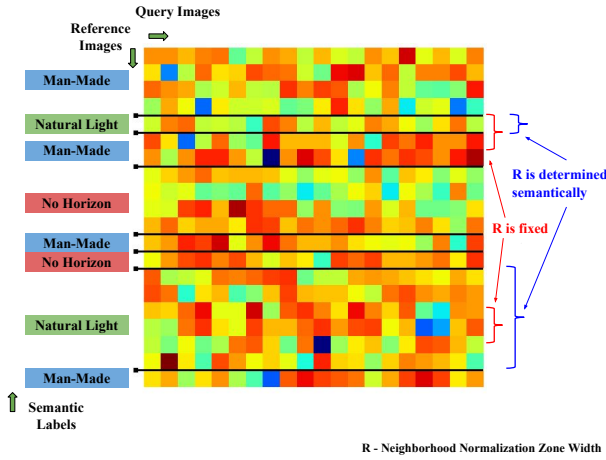 Query Images
Reference
Images
Man-Made
Natural Light
Man-Made
No Horizon
Man-Made
No Horizon
Natural Light
Man-Made
Semantic
Labels
R is determined
semantically
R is fixed
R - Neighborhood Normalization Zone Width